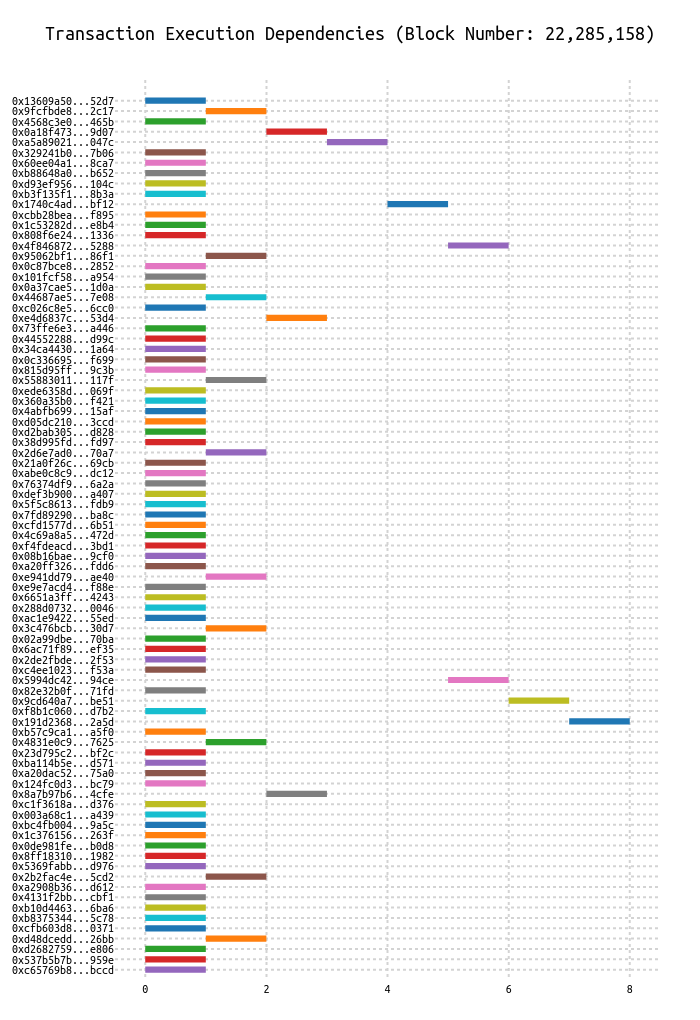 Transaction Execution Dependencies (Block Number: 22,285,158)
0x13609a50...52d7
0x9fcfbde8...2c17
0x4568c3e0...465b
0x0a18f473...9d07
0xa5a89021...047c
0x329241b0...7b06
0x60ee04a1...8ca7
0xb88648a0...b652
0xd93ef956...104c
0xb3f135f1...8b3a
0x1740c4ad...bf12
0xcbb28bea...f895
0x1c53282d...e8b4
0x808f6e24...1336
0x4f846872...5288
0x95062bf1...86f1
0x0c87bce8...2852
0x101fcf58...a954
0x0a37cae5...1d0a
0x44687ae5...7e08
0xc026c8e5...6cc0
0xe4d6837c...53d4
0x73ffe6e3...a446
0x44552288...d99c
0x34ca4430...1a64
0x0c336695...f699
0x815d95ff...9c3b
0x55883011...117f
0xede6358d...069f
0x360a35b0...f421
0x4abfb699...15af
0xd05dc210...3ccd
0xd2bab305...d828
0x38d995fd...fd97
0x2d6e7ad0...70a7
0x21a0f26c...69cb
0xabe0c8c9...dc12
0x76374df9...6a2a
0xdef3b900...a407
0x5f5c8613...fdb9
0x7fd89290...ba8c
0xcfd1577d...6b51
0x4c69a8a5...472d
0xf4fdeacd...3bd1
0x08b16bae...9cf0
0xa20ff326...fdd6
0xe941dd79...ae40
0xe9e7acd4...f88e
0x6651a3ff...4243
0x288d0732...0046
0xac1e9422...55ed
0x3c476bcb...30d7
0x02a99dbe...70ba
0x6ac71f89...ef35
0x2de2fbde...2f53
0xc4ee1023...f53a
0x5994dc42...94ce
0x82e32b0f...71fd
0x9cd640a7...be51
0xf8b1c060...d7b2
0x191d2368...2a5d
0xb57c9ca1...a5f0
0x4831e0c9...7625
0x23d795c2...bf2c
0xba114b5e...d571
0xa20dac52...75a0
0x124fc0d3...bc79
0x8a7b97b6...4cfe
0xc1f3618a...d376
0x003a68c1...a439
0xbc4fb004...9a5c
0x1c376156...263f
0x0de981fe...b0d8
0x8ff18310...1982
0x5369fabb...d976
0x2b2fac4e...5cd2
0xa2908b36...d612
0x4131f2bb...cbf1
0xb10d4463...6ba6
0xb8375344...5c78
0xcfb603d8...0371
0xd48dcedd...26bb
0xd2682759...e806
0x537b5b7b...959e
0xc65769b8...bccd
0 2 4 6 8